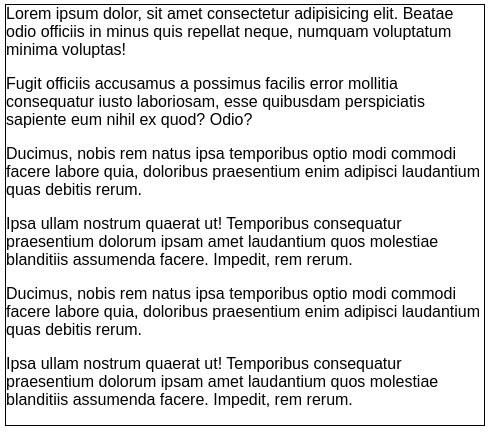 Lorem ipsum dolor, sit amet consectetur adipisicing elit. Beatae
odio officiis in minus quis repellat neque, numquam voluptatum
minima voluptas!
Fugit officiis accusamus a possimus facilis error mollitia
consequatur iusto laboriosam, esse quibusdam perspiciatis
sapiente eum nihil ex quod? Odio?
Ducimus, nobis rem natus ipsa temporibus optio modi commodi
facere labore quia, doloribus praesentium enim adipisci laudantium
quas debitis rerum.
Ipsa ullam nostrum quaerat ut! Temporibus consequatur
praesentium dolorum ipsam amet laudantium quos molestiae
blanditiis assumenda facere. Impedit, rem rerum.
Ducimus, nobis rem natus ipsa temporibus optio modi commodi
facere labore quia, doloribus praesentium enim adipisci laudantium
quas debitis rerum.
Ipsa ullam nostrum quaerat ut! Temporibus consequatur
praesentium dolorum ipsam amet laudantium quos molestiae
blanditiis assumenda facere. Impedit, rem rerum.